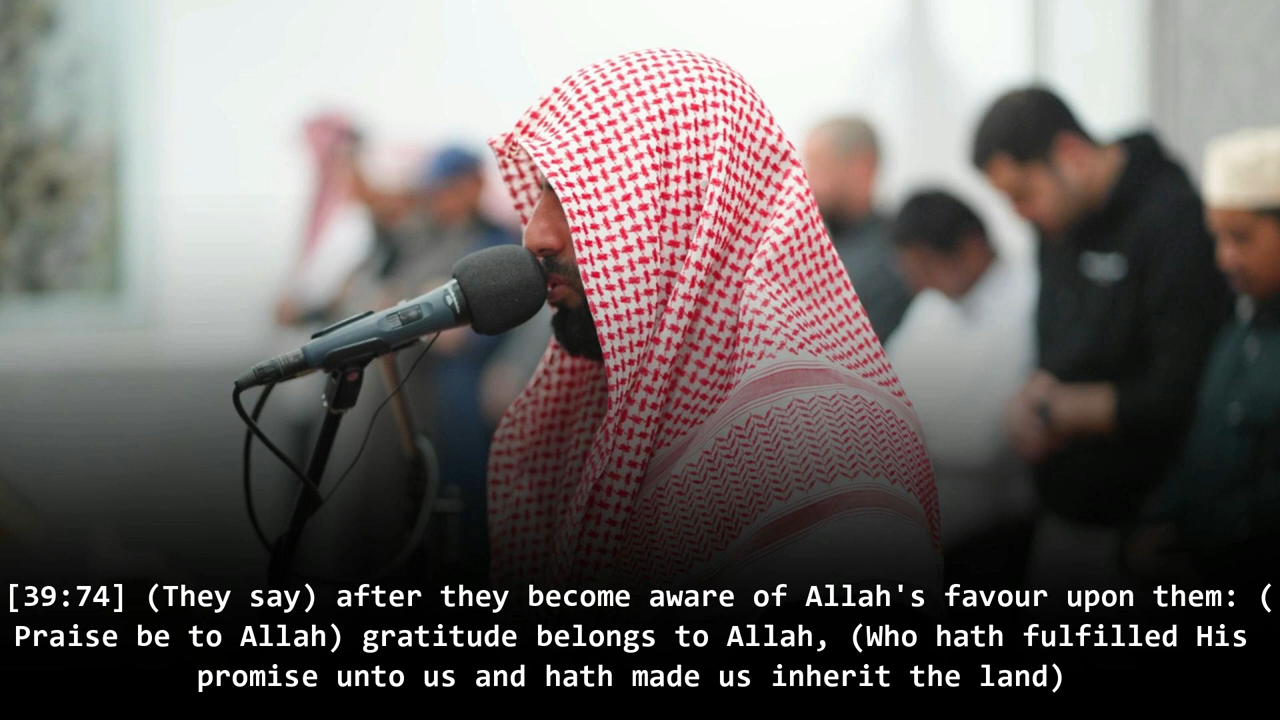 [39:74] (They say) after they become aware of Allah's favour upon them: (
Praise be to Allah) gratitude belongs to Allah, (Who hath fulfilled His
promise unto us and hath made us inherit the land)